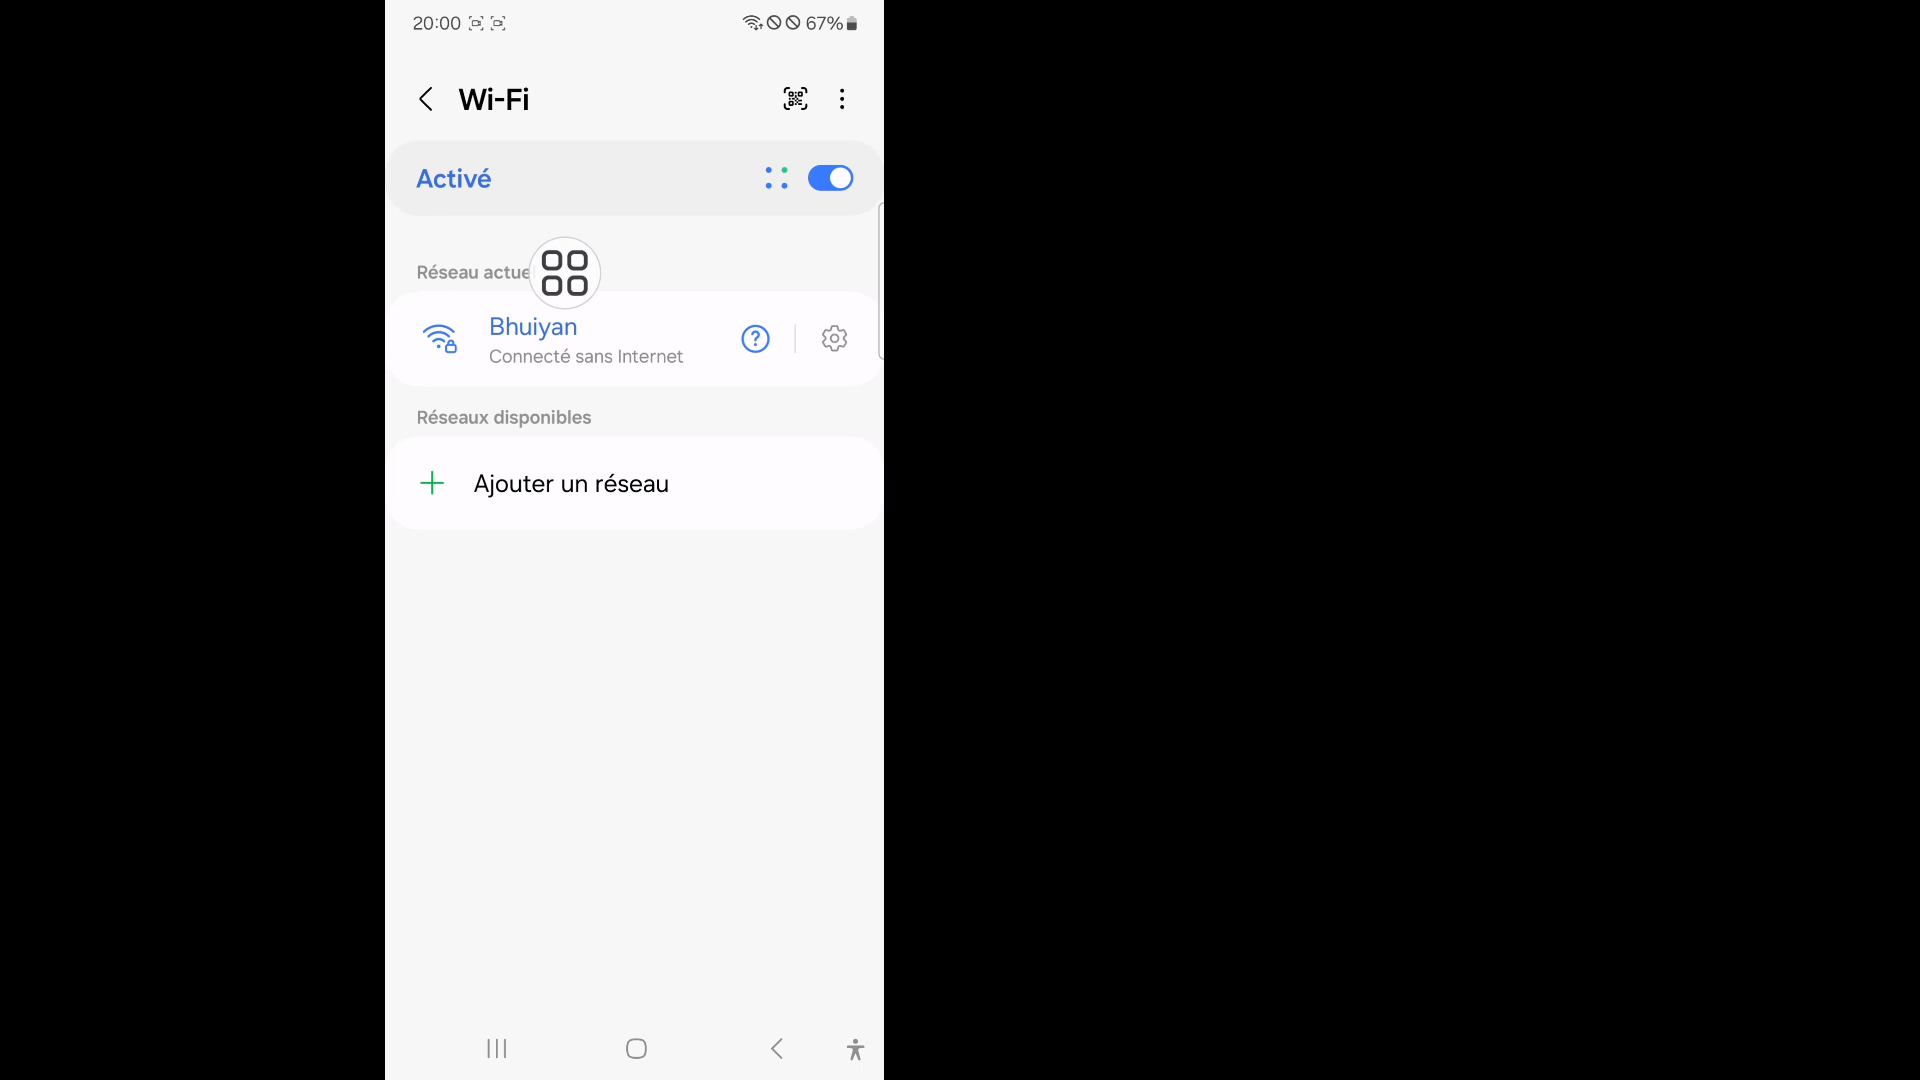 20:00
67%
Wi-Fi
Activé
Réseau actue
Bhuiyan
Connecté sans Internet
Réseaux disponibles
Ajouter un réseau